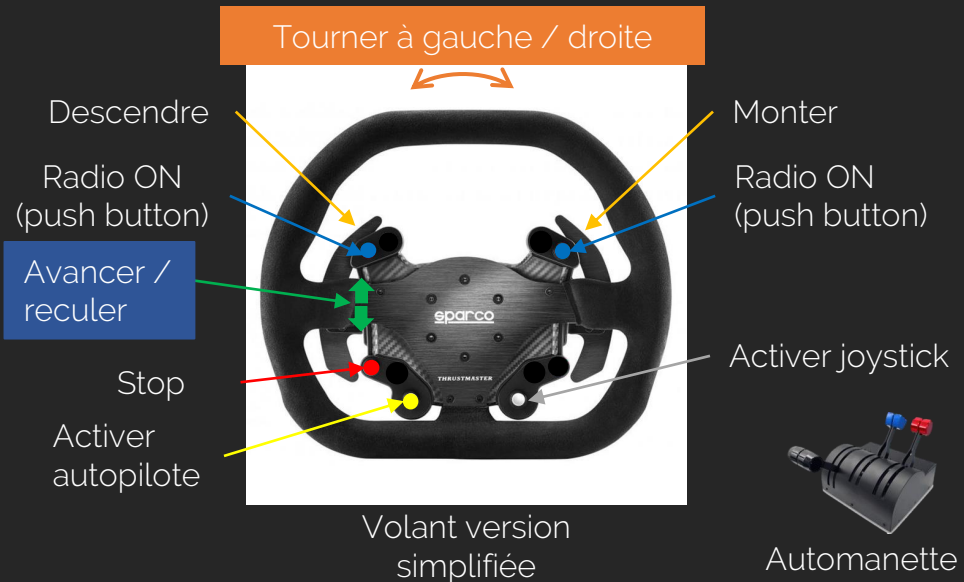 Tourner à gauche / droite
Descendre
Monter
Radio ON
(push button)
Radio ON
(push button)
Avancer /
reculer
sparco
THRUSTMASTER
Stop
Activer joystick
Activer
autopilote
Volant version
simplifiée
Automanette